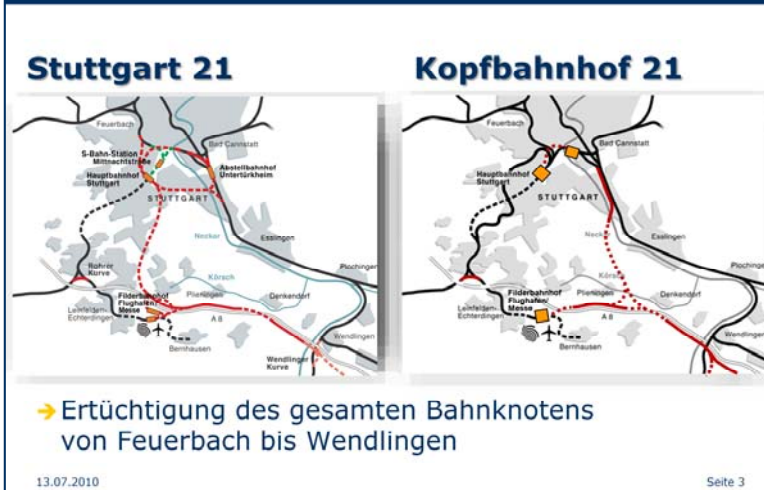 Stuttgart 21
Kopfbahnhof 21
Feuerbach
S-Bahn-Station
Mittnachtstraße
Hauptbahnhof
Stuttgart
Bad Cannstatt
Abstellbahnhof
Untertürkheim
STUTTGART
Neckar
Esslingen
Rohrer
Kurve
Körsch
Plochingen
Filderbahnhof
Flughafen/
Messe
Plieningen
Denkendorf
Leinfelden-
Echterdingen
A 8
Bernhausen
Wendlingen
Wendlinger
Kurve
Feuerbach
Bad Cannstatt
Hauptbahnhof
Stuttgart
STUTTGART
Neckar
Esslingen
Körsch
Plochingen
Filderbahnhof
Flughafen/
Messe
Plieningen
Denkendorf
Leinfelden-
Echterdingen
A 8
Bernhausen
Wendlingen
→ Ertüchtigung des gesamten Bahnknotens
von Feuerbach bis Wendlingen
13.07.2010
Seite 3